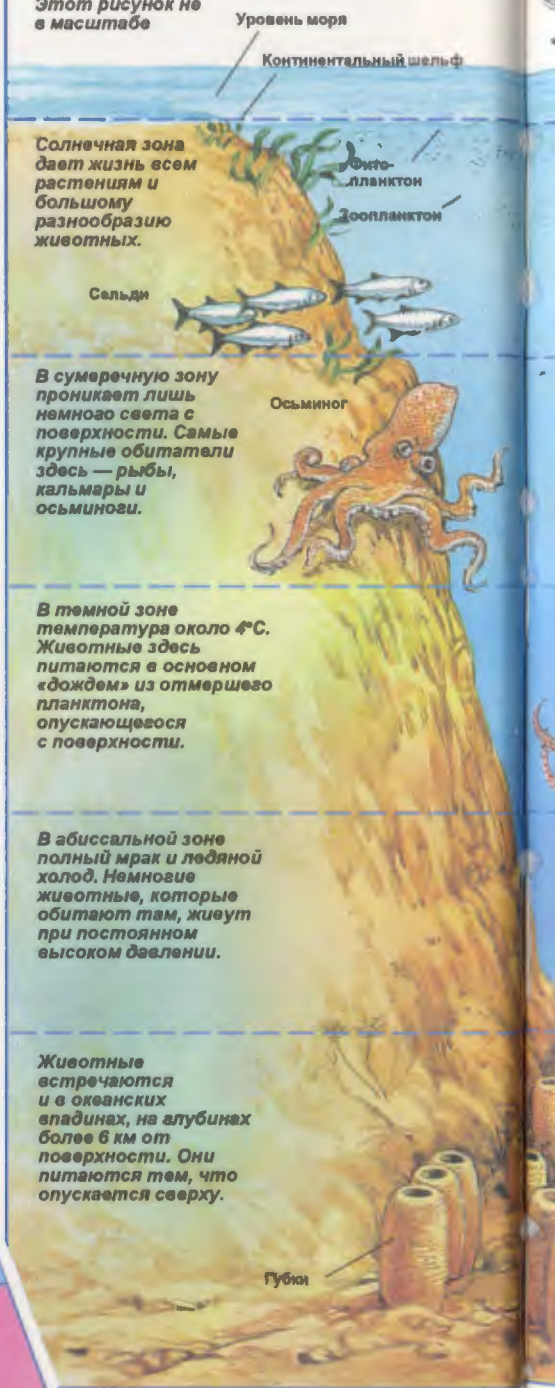 Этот рисунок не
в масштабе
Уровень моря
Континентальный шельф
Солнечная зона
дает жизнь всем
растениям и
большому
разнообразию
животных.
Фито-
планктон
Зоопланктон
Сельди
В сумеречную зону
проникает лишь
немного света с
поверхности. Самые
крупные обитатели
здесь — рыбы,
кальмары и
осьминоги.
Осьминог
В темной зоне
температура около 4°С.
Животные здесь
питаются в основном
«дождем» из отмершего
планктона,
опускающегося
с поверхности.
В абиссальной зоне
полный мрак и ледяной
холод. Немногие
животные, которые
обитают там, живут
при постоянном
высоком давлении.
Животные
встречаются
и в океанских
впадинах, на глубинах
более 6 км от
поверхности. Они
питаются тем, что
опускается сверху.
Губки